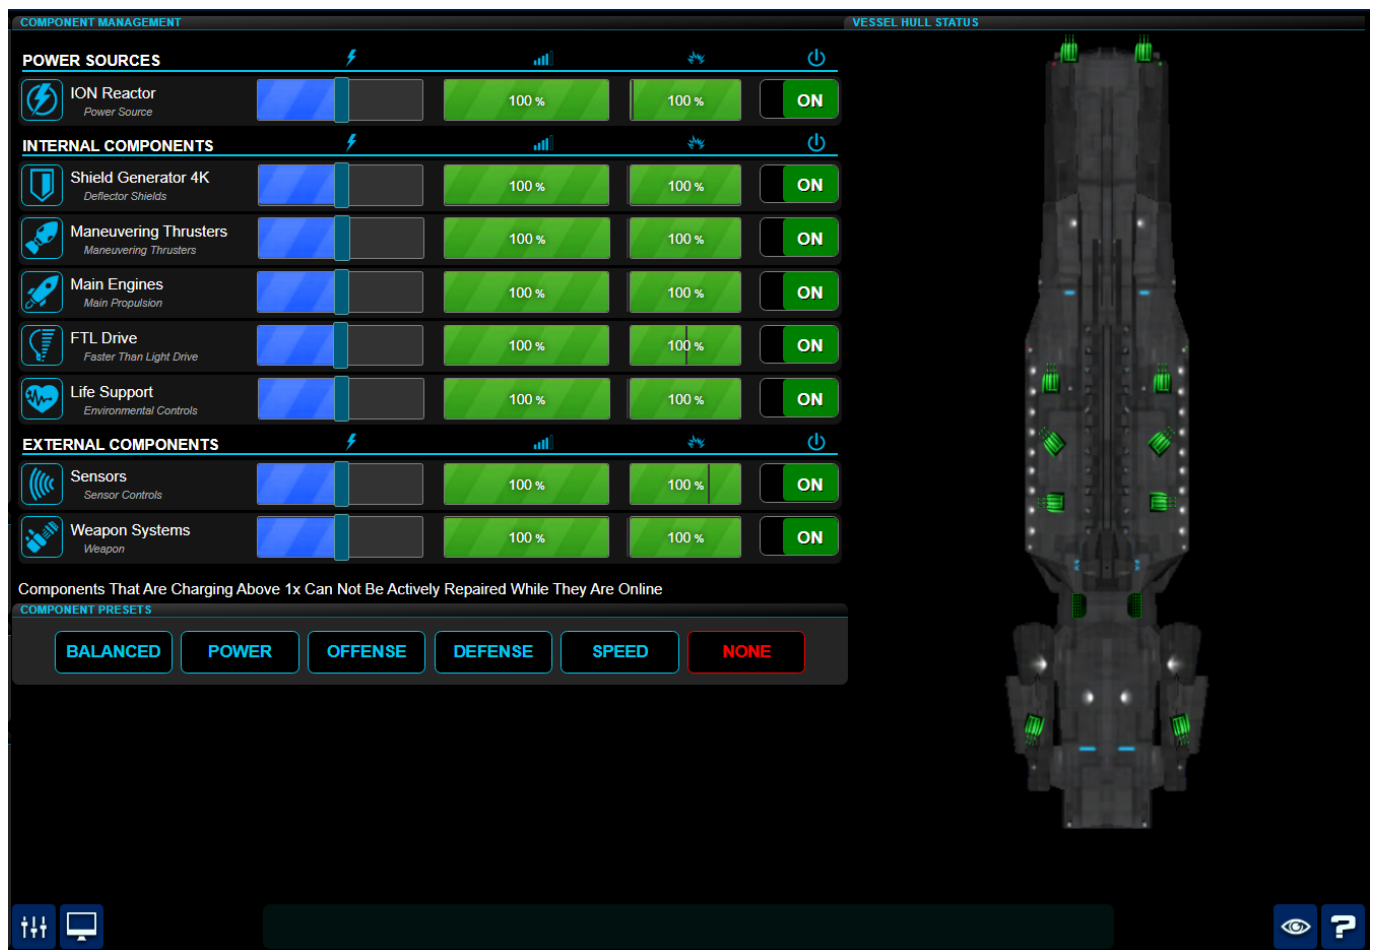 COMPONENT MANAGEMENT
VESSEL HULL STATUS
POWER SOURCES
ION Reactor
Power Source
100 %
100 %
ON
INTERNAL COMPONENTS
Shield Generator 4K
Deflector Shields
100 %
100 %
ON
Maneuvering Thrusters
Maneuvering Thrusters
100 %
100 %
ON
Main Engines
Main Propulsion
100 %
100 %
ON
FTL Drive
Faster Than Light Drive
100 %
100 %
ON
Life Support
Environmental Controls
100 %
100 %
ON
EXTERNAL COMPONENTS
Sensors
Sensor Controls
100 %
100 %
ON
Weapon Systems
Weapon
100 %
100 %
ON
Components That Are Charging Above 1x Can Not Be Actively Repaired While They Are Online
COMPONENT PRESETS
BALANCED
POWER
OFFENSE
DEFENSE
SPEED
NONE
?